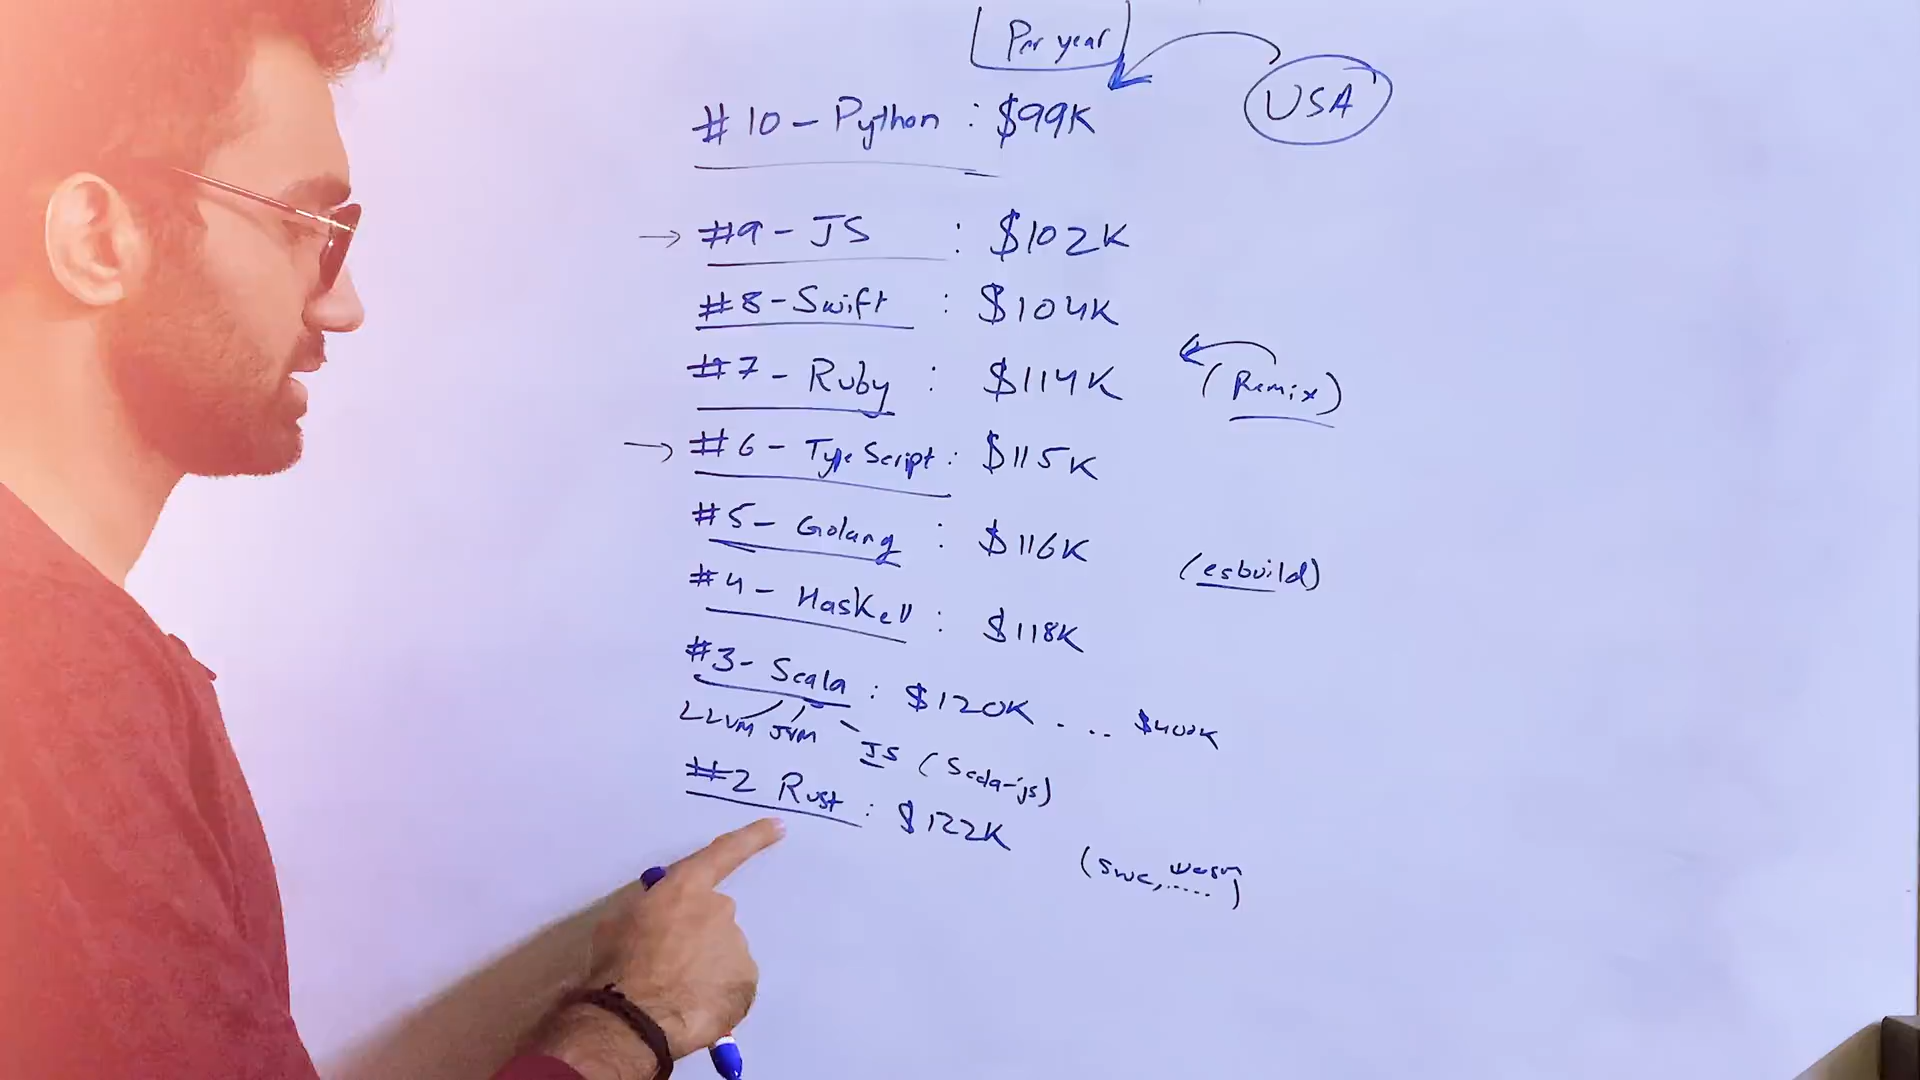 Per year
USA
#10 - Python : $99K
#9 - JS : $102K
#8 - Swift : $104K
#7 - Ruby : $114K
(Remix)
#6 - TypeScript : $115K
#5 - Golang : $116K
(esbuild)
#4 - Haskell : $118K
#3 - Scala : $120K ... $400K
LLVM JVM JS (Scala-js)
#2 Rust : $122K
(swc, wasm .....)